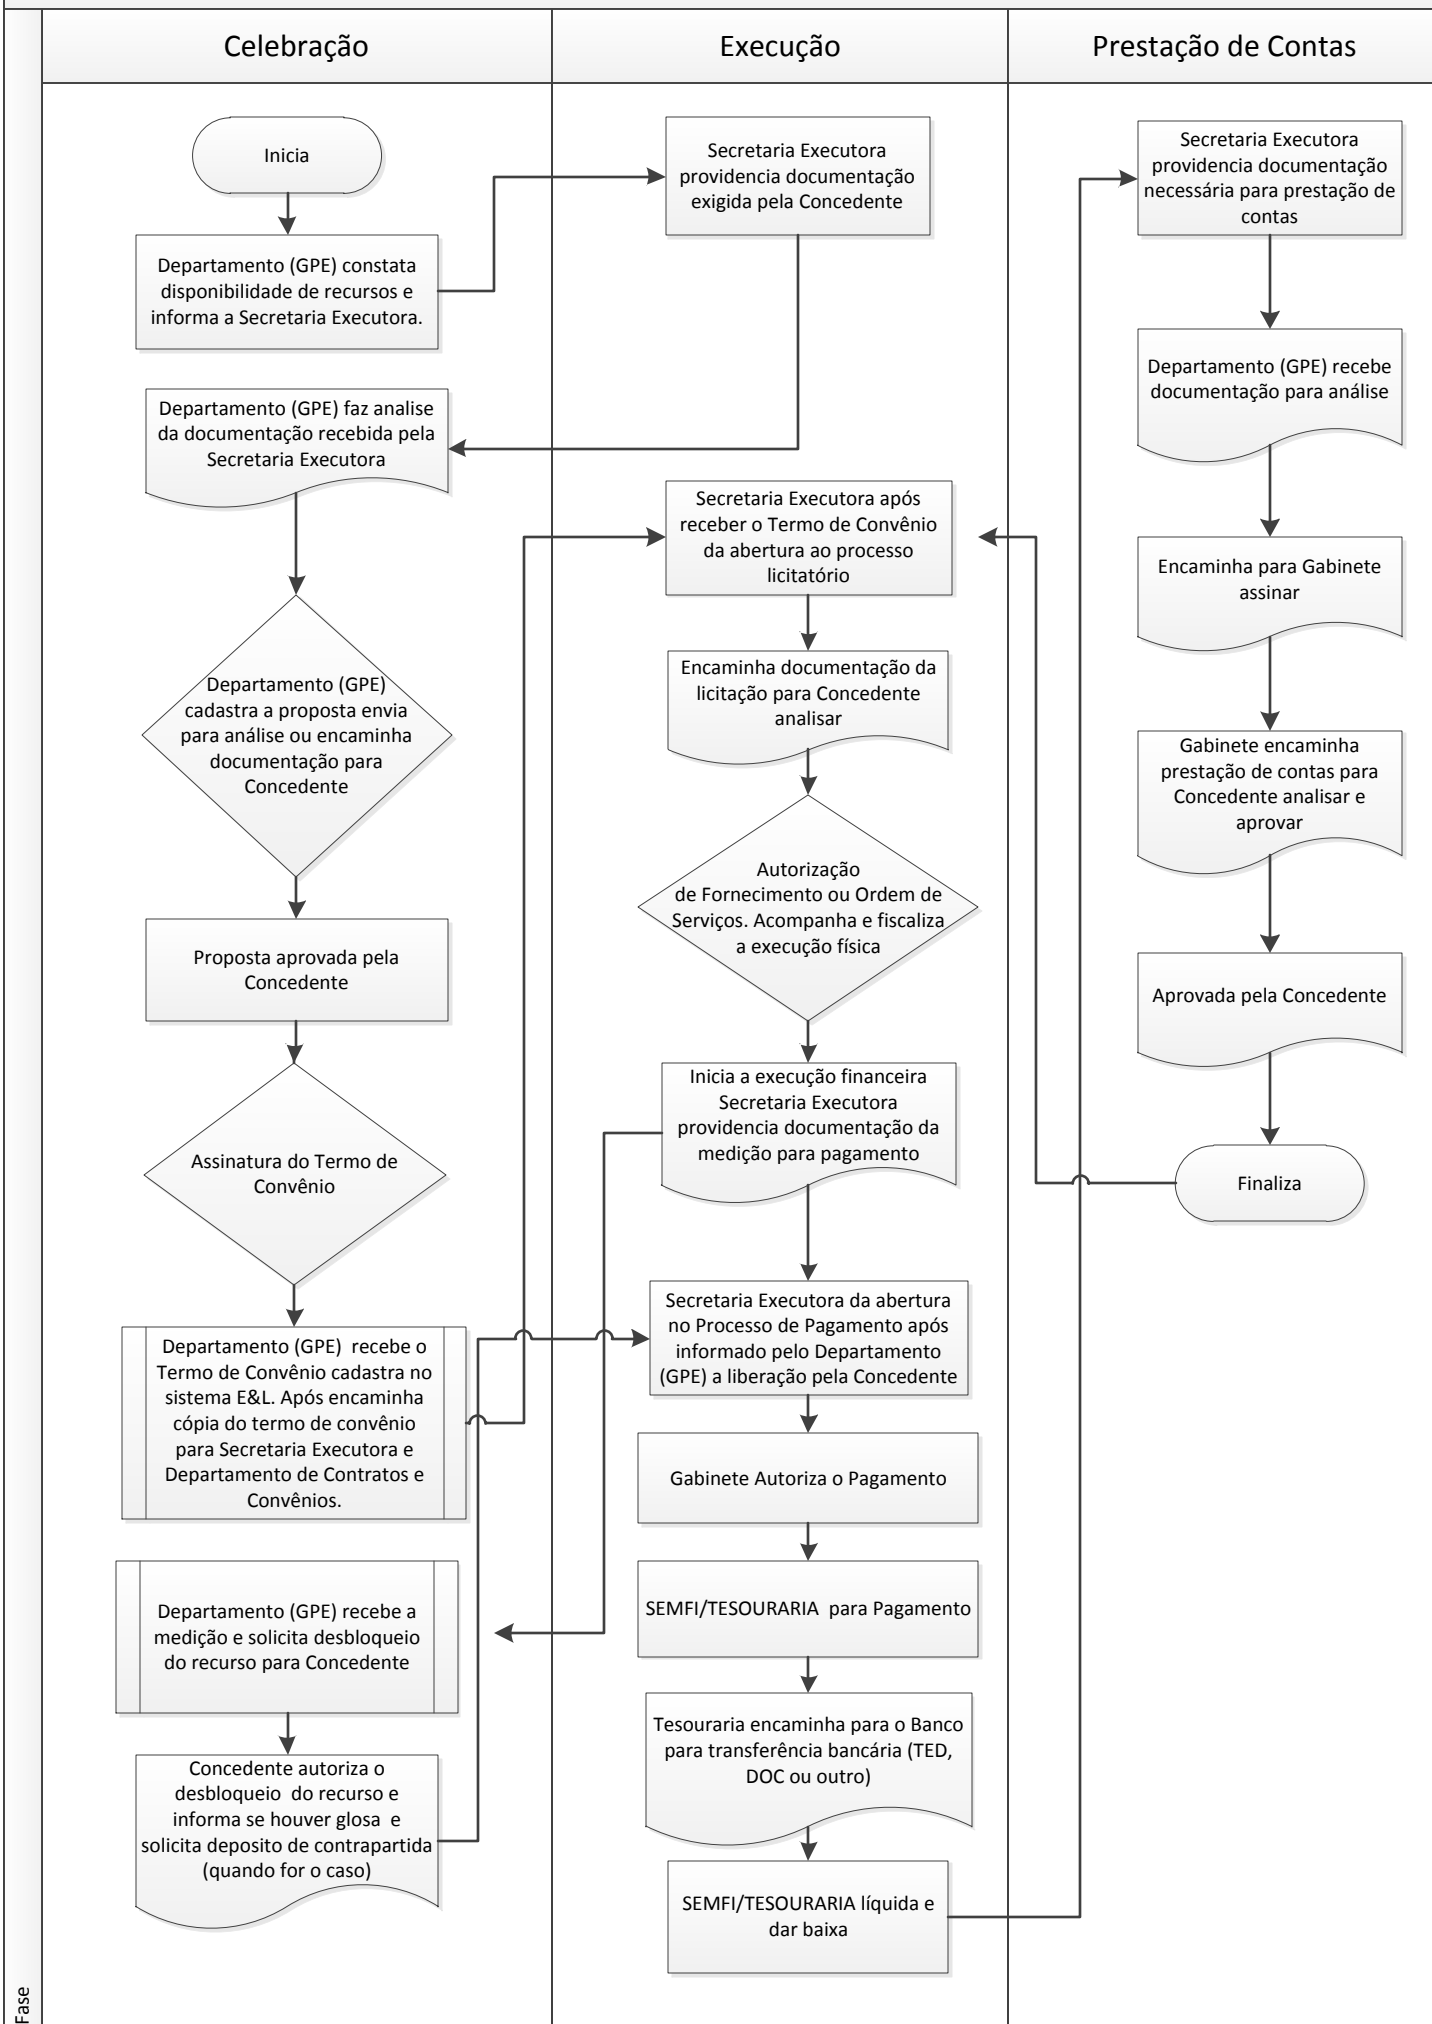 Celebração
Execução
Prestação de Contas
Inicia
Departamento (GPE) constata
disponibilidade de recursos e
informa a Secretaria Executora.
Departamento (GPE) faz analise
da documentação recebida pela
Secretaria Executora
Departamento (GPE)
cadastra a proposta envia
para análise ou encaminha
documentação para
Concedente
Proposta aprovada pela
Concedente
Assinatura do Termo de
Convênio
Departamento (GPE) recebe o
Termo de Convênio cadastra no
sistema E&L. Após encaminha
cópia do termo de convênio
para Secretaria Executora e
Departamento de Contratos e
Convênios.
Departamento (GPE) recebe a
medição e solicita desbloqueio
do recurso para Concedente
Concedente autoriza o
desbloqueio do recurso e
informa se houver glosa e
solicita deposito de contrapartida
(quando for o caso)
Secretaria Executora
providencia documentação
exigida pela Concedente
Secretaria Executora após
receber o Termo de Convênio
da abertura ao processo
licitatório
Encaminha documentação da
licitação para Concedente
analisar
Autorização
de Fornecimento ou Ordem de
Serviços. Acompanha e fiscaliza
a execução física
Inicia a execução financeira
Secretaria Executora
providencia documentação da
medição para pagamento
Secretaria Executora da abertura
no Processo de Pagamento após
informado pelo Departamento
(GPE) a liberação pela Concedente
Gabinete Autoriza o Pagamento
SEMFI/TESOURARIA para Pagamento
Tesouraria encaminha para o Banco
para transferência bancária (TED,
DOC ou outro)
SEMFI/TESOURARIA líquida e
dar baixa
Secretaria Executora
providencia documentação
necessária para prestação de
contas
Departamento (GPE) recebe
documentação para análise
Encaminha para Gabinete
assinar
Gabinete encaminha
prestação de contas para
Concedente analisar e
aprovar
Aprovada pela Concedente
Finaliza
Fase